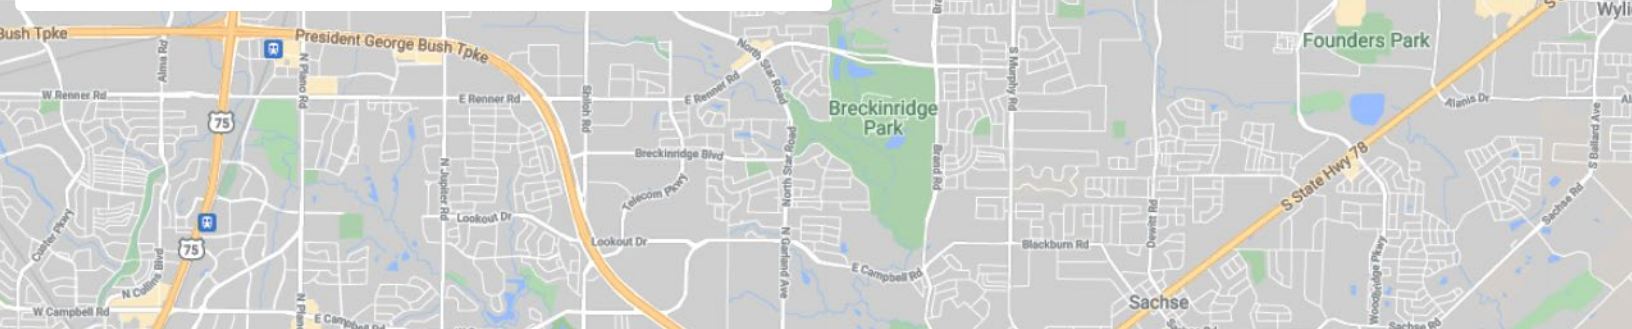 Bush Tpke
Alma Rd
N Plano Rd
President George Bush Tpke
North Star Road
S Murphy Rd
Founders Park
W Renner Rd
E Renner Rd
Shiloh Rd
E Renner Rd
Alanis Dr
75
Breckinridge
Park
S State Hwy 78
S Ballard Ave
Breckinridge Blvd
North Star Road
Brand Rd
N Jupiter Rd
Telecom Pkwy
Sachse Rd
Lookout Dr
Lookout Dr
Dewitt Rd
Blackburn Rd
Coit
75
N Collins Blvd
N Garland Ave
E Campbell Rd
Woodbridge Pkwy
W Campbell Rd
Sachse
Sachse Rd